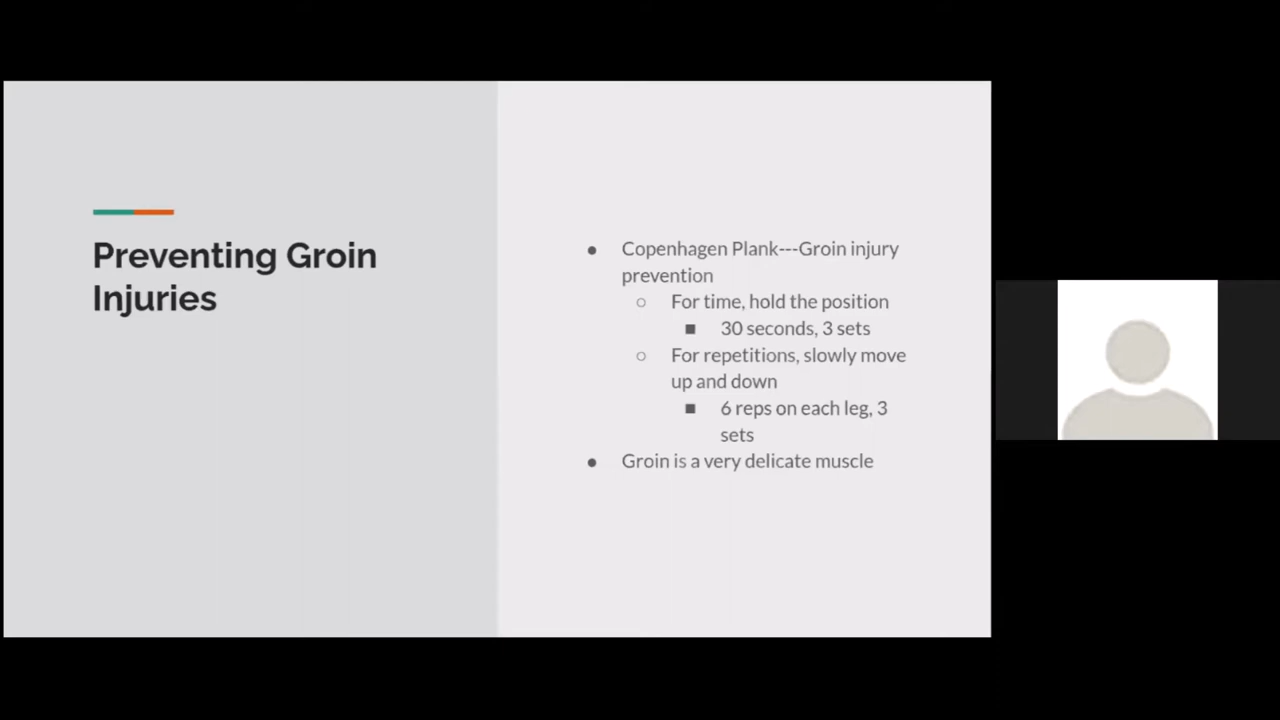 Preventing Groin
Injuries
● Copenhagen Plank---Groin injury
prevention
○ For time, hold the position
■ 30 seconds, 3 sets
○ For repetitions, slowly move
up and down
■ 6 reps on each leg, 3
sets
● Groin is a very delicate muscle